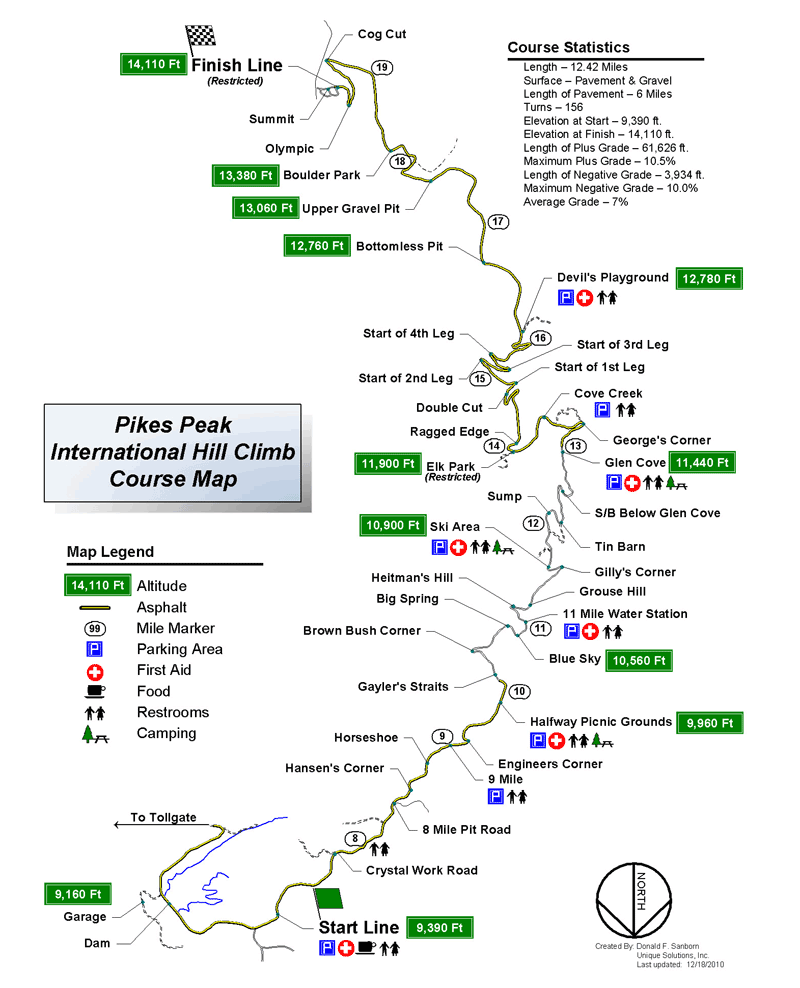 Cog Cut
14,110 Ft
Finish Line
(Restricted)
19
Summit
Olympic
Course Statistics
Length – 12.42 Miles
Surface – Pavement & Gravel
Length of Pavement – 6 Miles
Turns – 156
Elevation at Start – 9,390 ft.
Elevation at Finish – 14,110 ft.
Length of Plus Grade – 61,626 ft.
Maximum Plus Grade – 10.5%
Length of Negative Grade – 3,934 ft.
Maximum Negative Grade – 10.0%
Average Grade – 7%
18
13,380 Ft Boulder Park
13,060 Ft Upper Gravel Pit
17
12,760 Ft Bottomless Pit
Devil's Playground 12,780 Ft
P
Start of 4th Leg
16
Start of 3rd Leg
Start of 1st Leg
Start of 2nd Leg
15
Cove Creek
P
Double Cut
Ragged Edge
George's Corner
14
13
11,900 Ft Elk Park
(Restricted)
Glen Cove 11,440 Ft
P
Pikes Peak
International Hill Climb
Course Map
Sump
S/B Below Glen Cove
12
10,900 Ft Ski Area
P
Tin Barn
Gilly's Corner
Heitman's Hill
Grouse Hill
Big Spring
11 Mile Water Station
P
11
Brown Bush Corner
Blue Sky 10,560 Ft
Gayler's Straits
10
Map Legend
14,110 Ft Altitude
Asphalt
99 Mile Marker
P Parking Area
First Aid
Food
Restrooms
Camping
Halfway Picnic Grounds 9,960 Ft
P
Horseshoe
9
Engineers Corner
Hansen's Corner
9 Mile
P
8 Mile Pit Road
To Tollgate
8
Crystal Work Road
9,160 Ft
Garage
Dam
Start Line 9,390 Ft
P
NORTH
Created By: Donald F. Sanborn
Unique Solutions, Inc.
Last updated: 12/18/2010